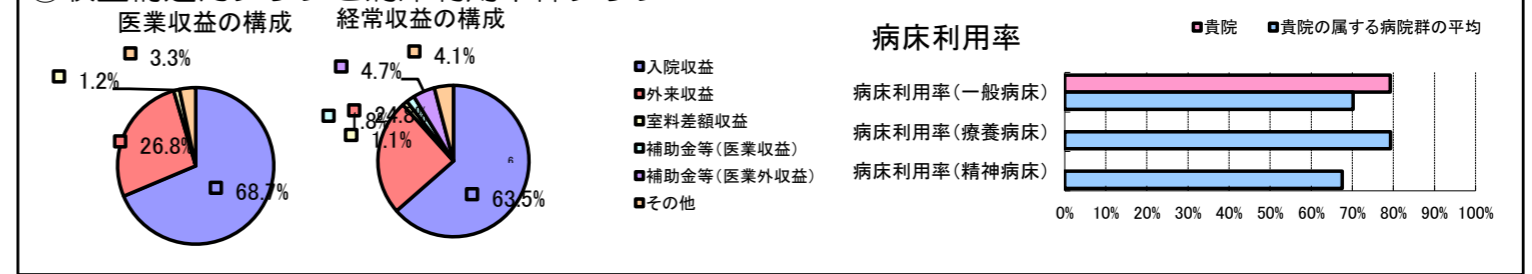 医業収益の構成
3.3%
1.2%
26.8%
68.7%
経常収益の構成
4.1%
4.7%
24.8%
1.8%
1.1%
63.5%
入院収益
外来収益
室料差額収益
補助金等(医業収益)
補助金等(医業外収益)
その他
病床利用率
貴院
貴院の属する病院群の平均
病床利用率(一般病床)
病床利用率(療養病床)
病床利用率(精神病床)
0% 10% 20% 30% 40% 50% 60% 70% 80% 90% 100%